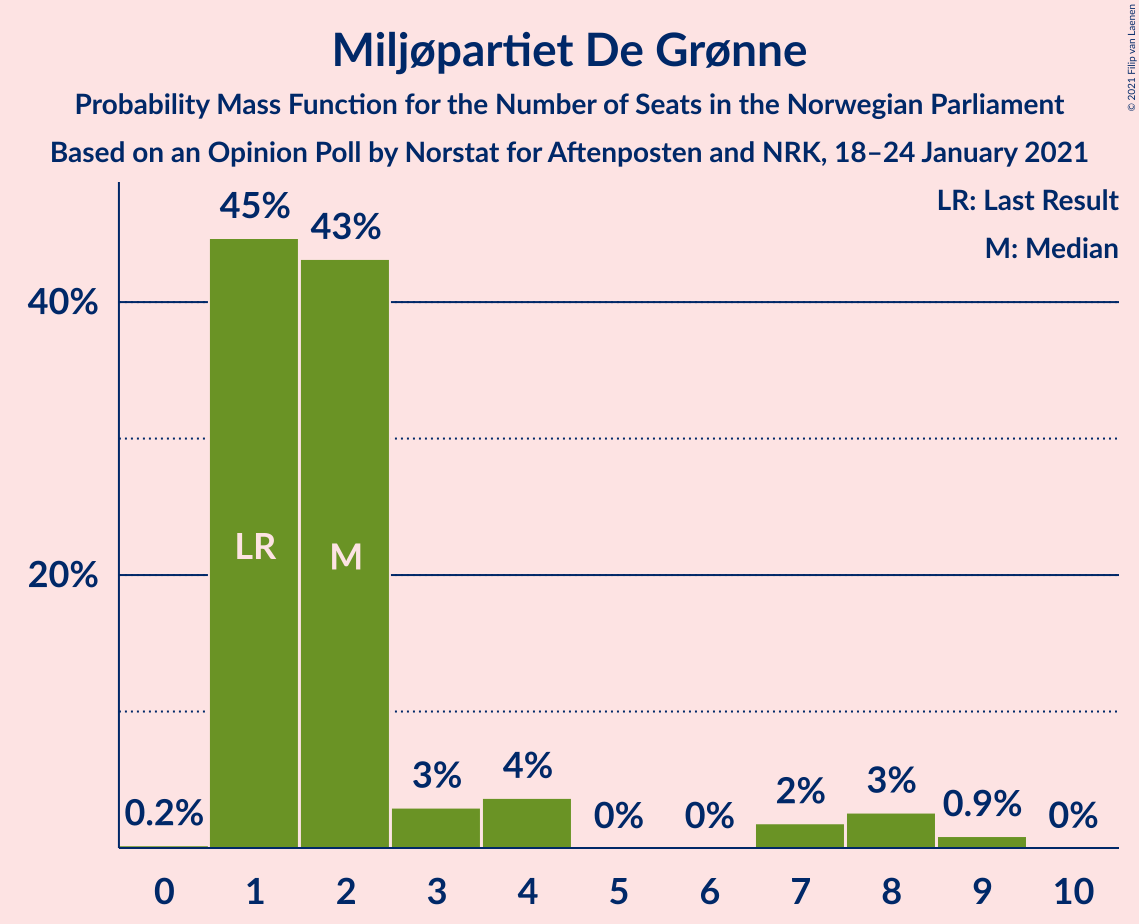 Miljøpartiet De Grønne
Probability Mass Function for the Number of Seats in the Norwegian Parliament
Based on an Opinion Poll by Norstat for Aftenposten and NRK, 18–24 January 2021
© 2021 Filip van Laenen
LR: Last Result
M: Median
40%
20%
0.2%
45%
43%
3%
4%
0%
0%
2%
3%
0.9%
0%
LR
M
0 1 2 3 4 5 6 7 8 9 10